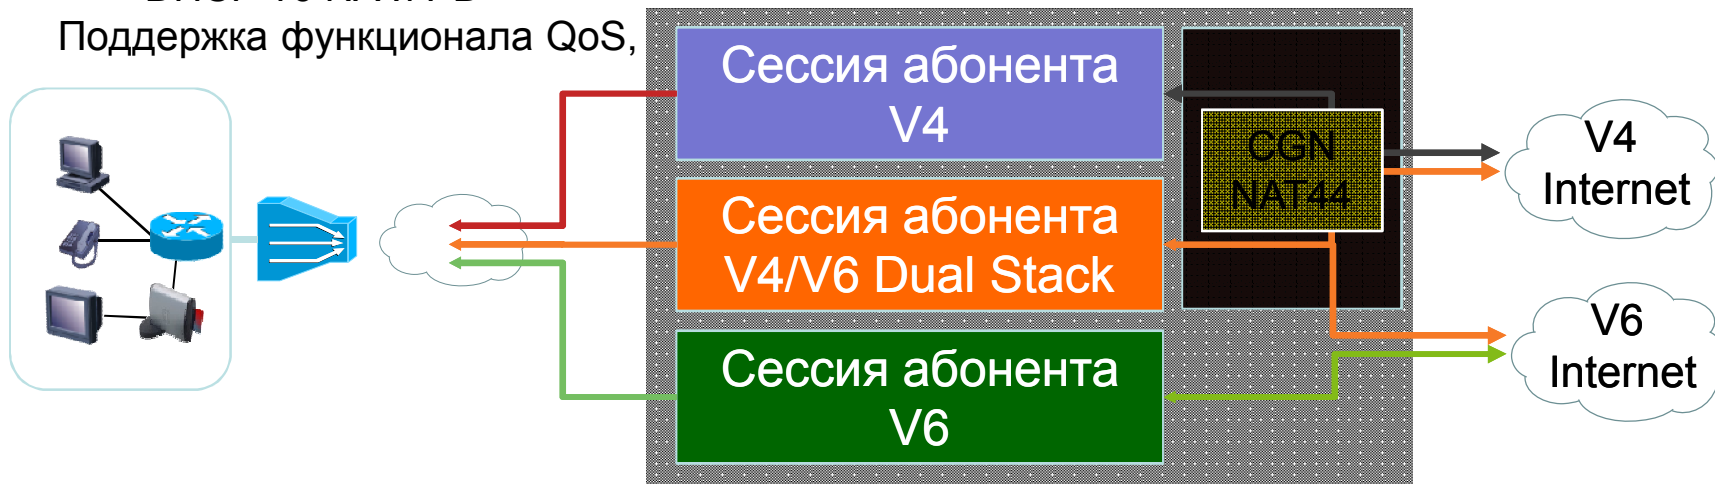 Поддержка функционала QoS,
Сессия абонента
V4
CGN
NAT44
V4
Internet
Сессия абонента
V4/V6 Dual Stack
V6
Internet
Сессия абонента
V6